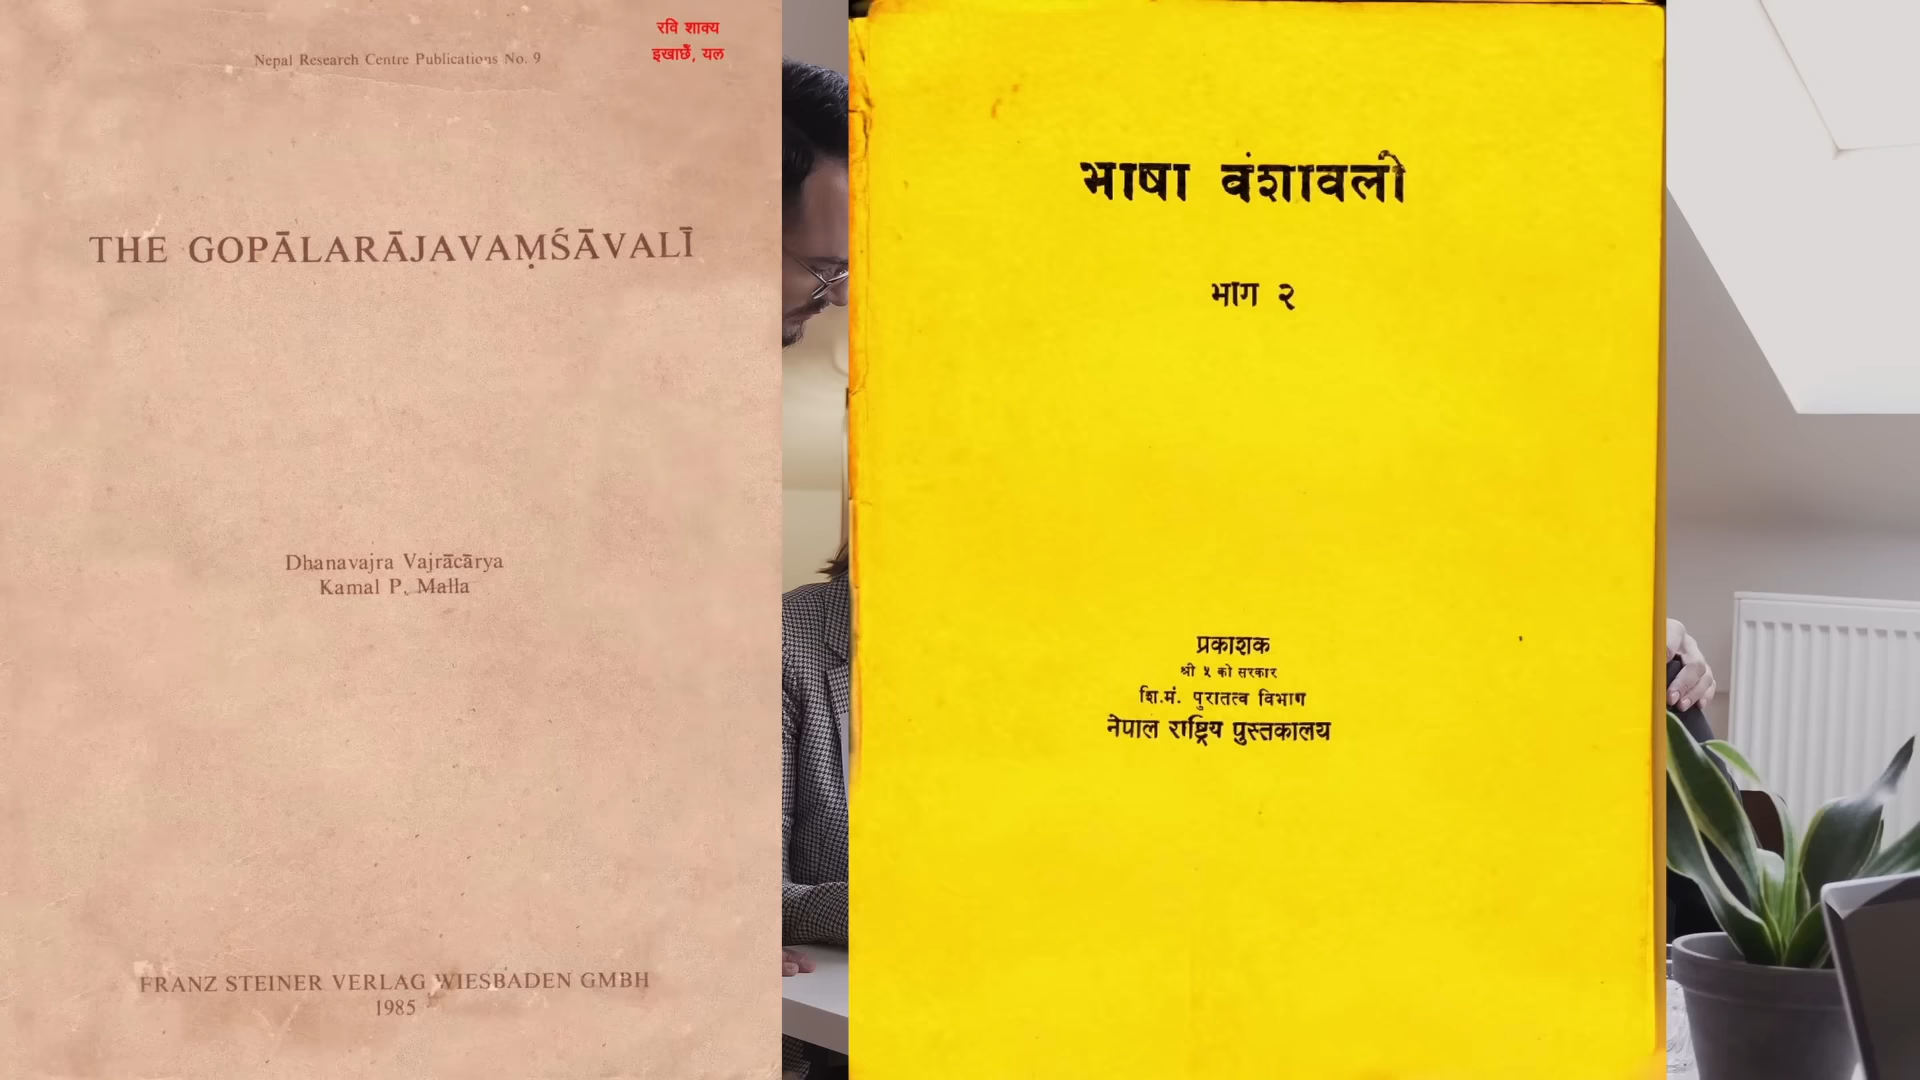 रवि शाक्य
इखाछेँ, यल
Nepal Research Centre Publications No. 9
THE GOPĀLARĀJAVAṂŚĀVALĪ
Dhanavajra Vajrācārya
Kamal P. Malla
FRANZ STEINER VERLAG WIESBADEN GMBH
1985
भाषा वंशावली
भाग २
प्रकाशक
श्री ५ को सरकार
शि.मं. पुरातत्व विभाग
नेपाल राष्ट्रिय पुस्तकालय